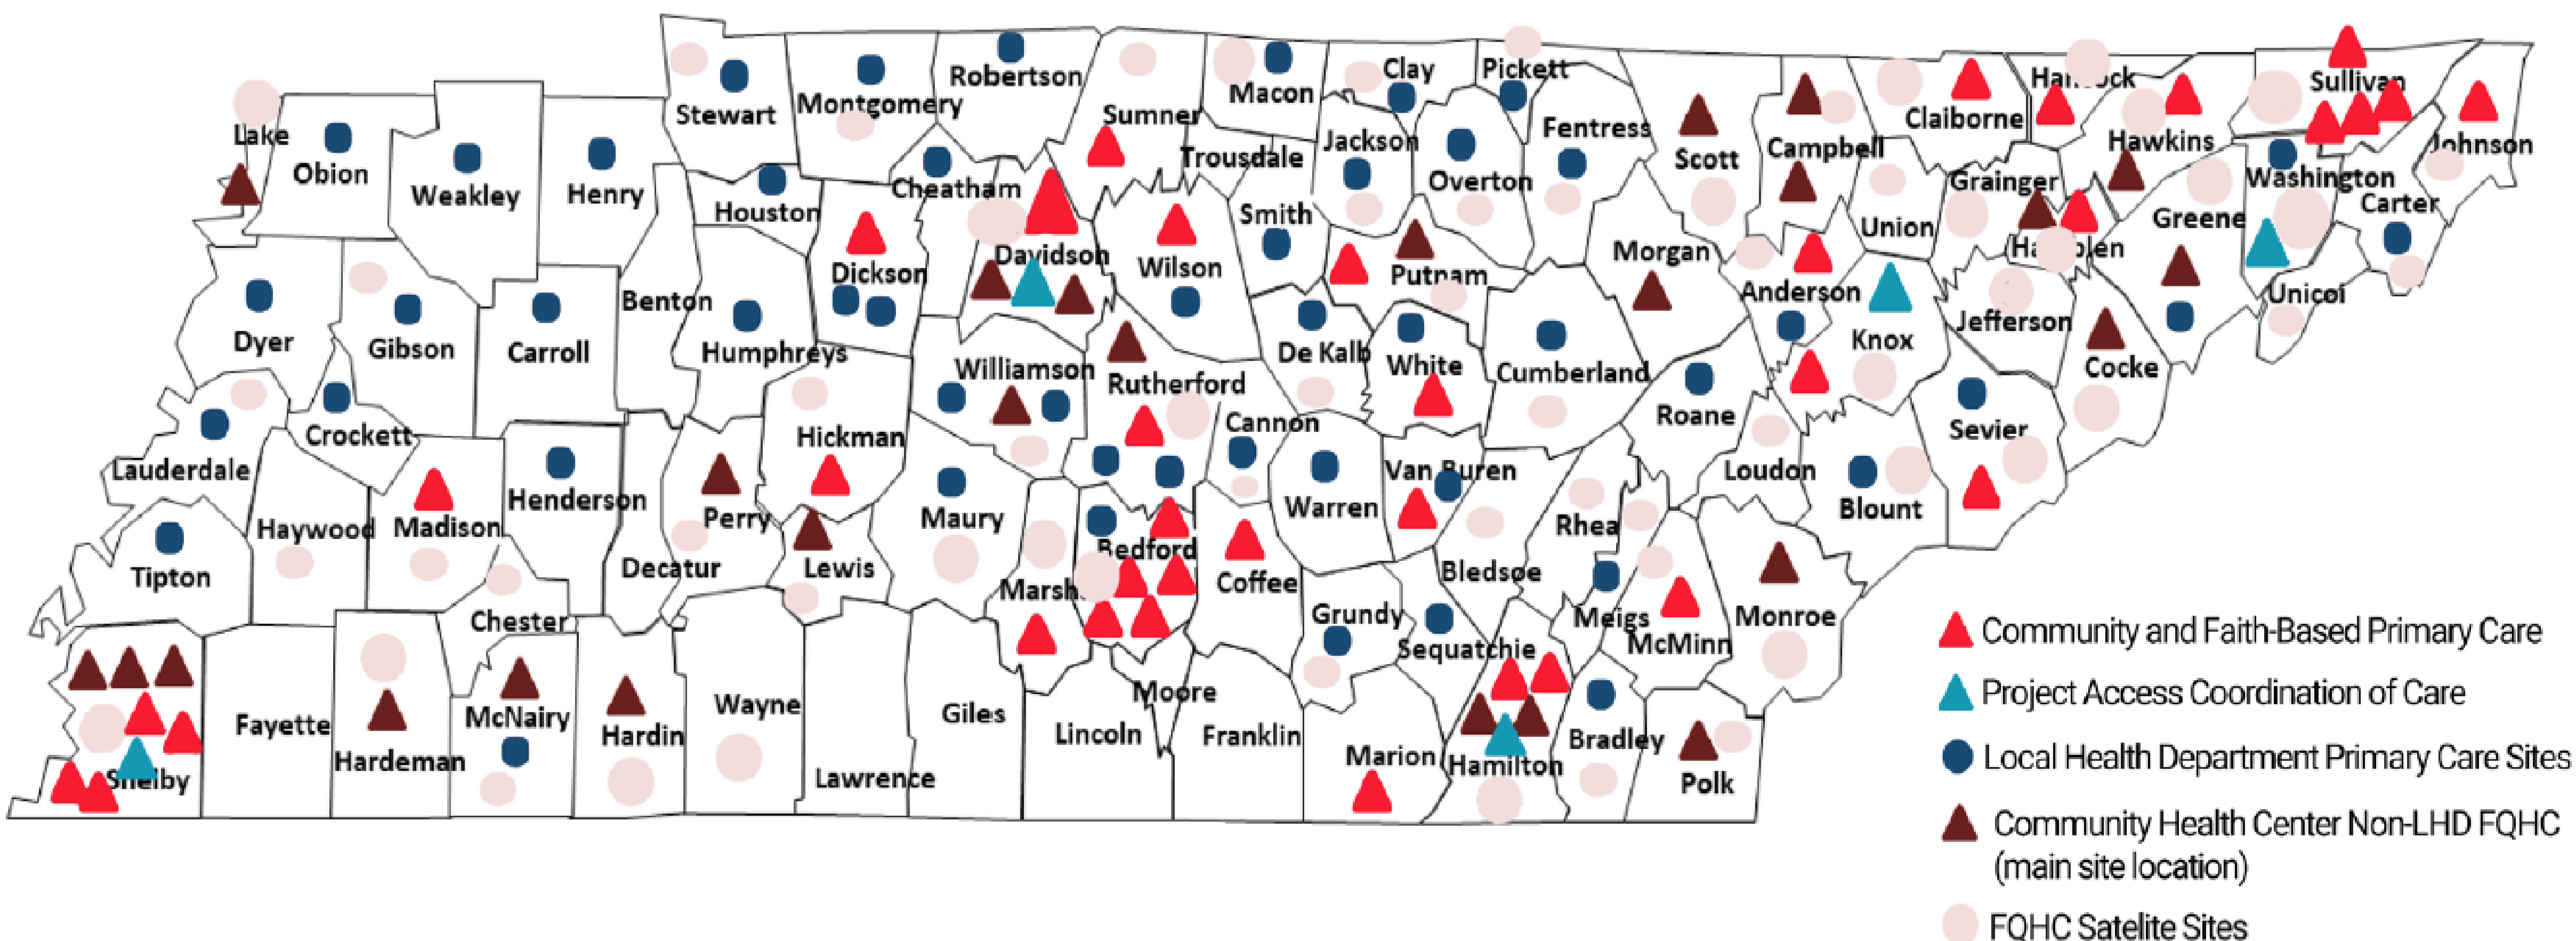 Robertson
Clay
Pickett
Stewart
Montgomery
Sumner
Macon
Lake
Obion
Weakley
Henry
Houston
Cheatham
Trousdale
Jackson
Overton
Fentress
Scott
Campbell
Claiborne
Hancock
Hawkins
Sullivan
Johnson
Washington
Carter
Grainger
Greene
Union
Hamblen
Unicoi
Smith
Dickson
Davidson
Wilson
Putnam
Morgan
Anderson
Knox
Jefferson
Cocke
Dyer
Gibson
Carroll
Benton
Humphreys
Williamson
Rutherford
De Kalb
White
Cumberland
Roane
Loudon
Blount
Sevier
Lauderdale
Crockett
Haywood
Madison
Henderson
Decatur
Perry
Hickman
Lewis
Maury
Marsh
Bedford
Cannon
Coffee
Warren
Van Buren
Bledsoe
Rhea
Meigs
McMinn
Monroe
Tipton
Chester
Grundy
Sequatchie
Shelby
Fayette
Hardeman
McNairy
Hardin
Wayne
Lawrence
Giles
Lincoln
Moore
Franklin
Marion
Hamilton
Bradley
Polk
Community and Faith-Based Primary Care
Project Access Coordination of Care
Local Health Department Primary Care Sites
Community Health Center Non-LHD FQHC
(main site location)
FQHC Satelite Sites